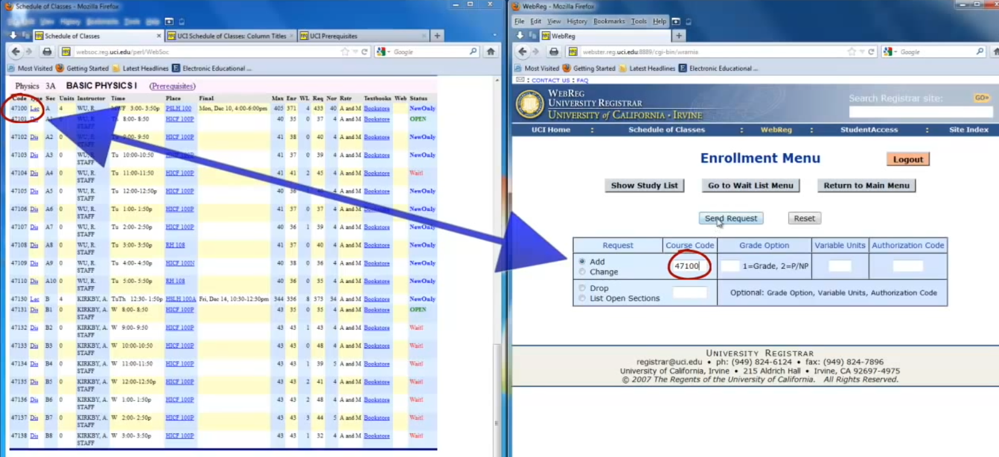 Schedule of Classes - Mozilla Firefox
Schedule of Classes
UCI Schedule of Classes: Column Titles
UCI Prerequisites
websoc.reg.uci.edu/perl/WebSoc
Google
Most Visited Getting Started Latest Headlines Electronic Educational ...
Physics 3A BASIC PHYSICS I (Prerequisites)
Code Type Sec Units Instructor Time Place Final Max Enr WL Req Nor Rstr Textbooks Web Status
47100 Lec A 4 WU, R. 3:00- 3:50p PSLH 100 Mon, Dec 10, 4:00-6:00pm 405 371 4 433 40 A and M Bookstore NewOnly
47101 8:00- 8:50 HICF 100P 40 35 0 37 4 A and M Bookstore OPEN
47102 Dis A2 0 9:00- 9:50 HICF 100P 41 38 0 40 4 A and M Bookstore NewOnly
47103 Dis A3 0 WU, R. Tu 10:00-10:50 HICF 100P 41 37 0 39 4 A and M Bookstore NewOnly
STAFF
47104 Dis A4 0 WU, R. Tu 11:00-11:50 HICF 100P 41 41 2 45 4 A and M Bookstore Wait!
STAFF
47105 Dis A5 0 WU, R. Tu 12:00-12:50p HICF 100P 40 36 4 A and M Bookstore NewOnly
STAFF
47106 Dis A6 0 WU, R. Tu 1:00- 1:50p HICF 100P 41 37 0 37 4 A and M Bookstore NewOnly
STAFF
47107 Dis A7 0 WU, R. Tu 2:00- 2:50p HICF 100P 40 36 1 39 4 A and M Bookstore NewOnly
STAFF
47108 Dis A8 0 WU, R. Tu 3:00- 3:50p RH 108 41 37 0 40 4 A and M Bookstore NewOnly
STAFF
47109 Dis A9 0 WU, R. Tu 4:00- 4:50p HICF 100N 40 38 0 36 4 A and M Bookstore NewOnly
STAFF
47110 Dis A10 0 WU, R. Tu 5:00- 5:50p RH 108 40 36 0 35 4 A and M Bookstore NewOnly
STAFF
47130 Lec B 4 KIRKBY, A. TuTh 12:30- 1:50p HSLH 100A Fri, Dec 14, 10:30-12:30pm 344 336 8 373 34 A and M Bookstore NewOnly
47131 Dis B1 0 KIRKBY, A. W 8:00- 8:50 HICF 100P 43 35 0 35 4 A and M Bookstore OPEN
STAFF
47132 Dis B2 0 KIRKBY, A. W 9:00- 9:50 HICF 100P 43 43 1 43 4 A and M Bookstore Wait!
STAFF
47133 Dis B3 0 KIRKBY, A. W 10:00-10:50 HICF 100P 43 43 0 48 4 A and M Bookstore Wait!
STAFF
47134 Dis B4 0 KIRKBY, A. W 11:00-11:50 HICF 100P 43 43 1 39 5 A and M Bookstore Wait!
STAFF
47135 Dis B5 0 KIRKBY, A. W 12:00-12:50p HICF 100P 43 43 2 41 4 A and M Bookstore Wait!
STAFF
47136 Dis B6 0 KIRKBY, A. W 1:00- 1:50p HICF 100P 43 43 2 48 4 A and M Bookstore Wait!
STAFF
47137 Dis B7 0 KIRKBY, A. W 2:00- 2:50p HICF 100P 43 43 3 44 5 A and M Bookstore Wait!
STAFF
47138 Dis B8 0 KIRKBY, A. W 3:00- 3:50p HICF 100P 43 43 1 32 4 A and M Bookstore Wait!
STAFF
WebReg - Mozilla Firefox
File Edit View History Bookmarks Tools Help
WebReg
webster.reg.uci.edu:8889/cgi-bin/wramia
Google
Most Visited Getting Started Latest Headlines Electronic Educational ...
: CONTACT US : FAQ
WEBREG
UNIVERSITY REGISTRAR
UNIVERSITY of CALIFORNIA · IRVINE
Search Registrar site: GO»
UCI Home : Schedule of Classes : WebReg : StudentAccess : Site Index
Enrollment Menu
Logout
Show Study List Go to Wait List Menu Return to Main Menu
Send Request Reset
Request Course Code Grade Option Variable Units Authorization Code
Add
Change
47100
1=Grade, 2=P/NP
Drop
List Open Sections
Optional: Grade Option, Variable Units, Authorization Code
UNIVERSITY REGISTRAR
registrar@uci.edu • ph: (949) 824-6124 • fax: (949) 824-7896
University of California, Irvine • 215 Aldrich Hall • Irvine, CA 92697-4975
© 2007 The Regents of the University of California. All Rights Reserved.